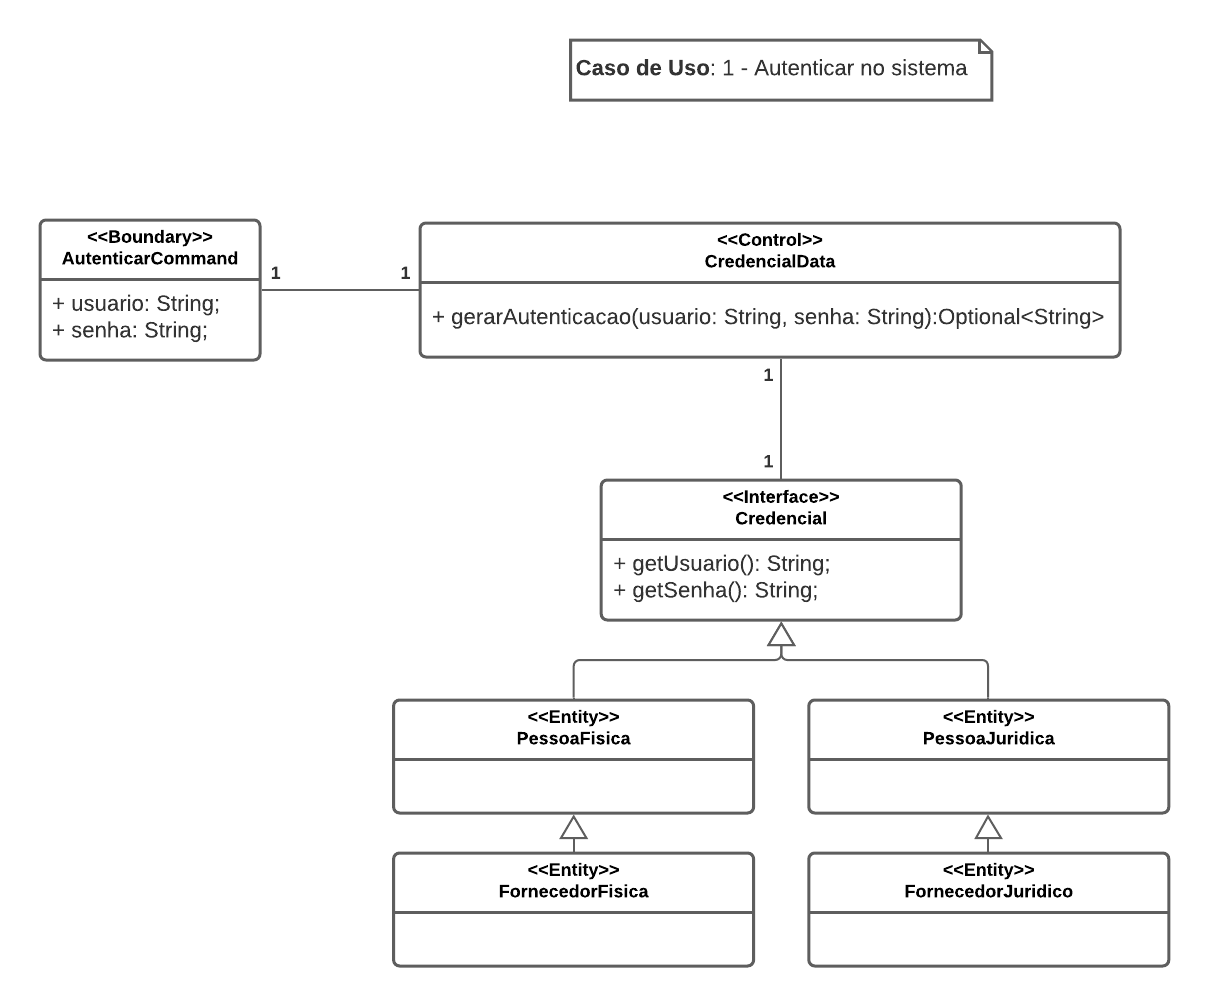 Caso de Uso: 1 - Autenticar no sistema
<<Boundary>>
AutenticarCommand
+ usuario: String;
+ senha: String;
1
1
<<Control>>
CredencialData
+ gerarAutenticacao(usuario: String, senha: String):Optional<String>
1
1
<<Interface>>
Credencial
+ getUsuario(): String;
+ getSenha(): String;
<<Entity>>
PessoaFisica
<<Entity>>
PessoaJuridica
<<Entity>>
FornecedorFisica
<<Entity>>
FornecedorJuridico